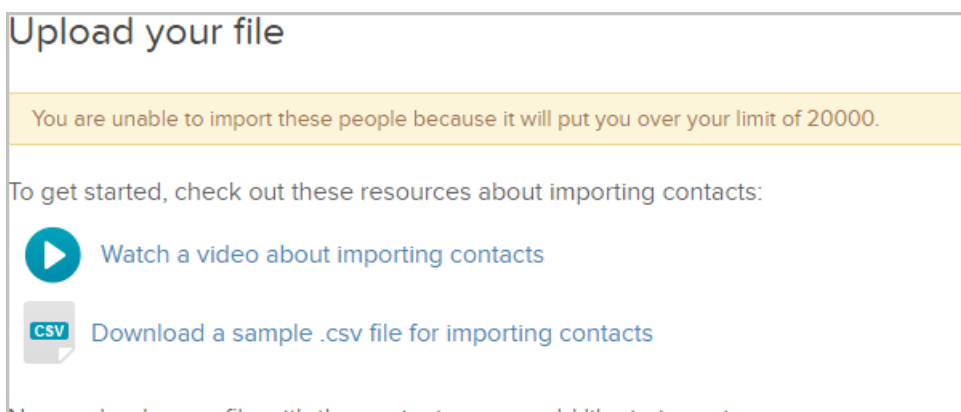 Upload your file
You are unable to import these people because it will put you over your limit of 20000.
To get started, check out these resources about importing contacts:
Watch a video about importing contacts
CSV
Download a sample .csv file for importing contacts